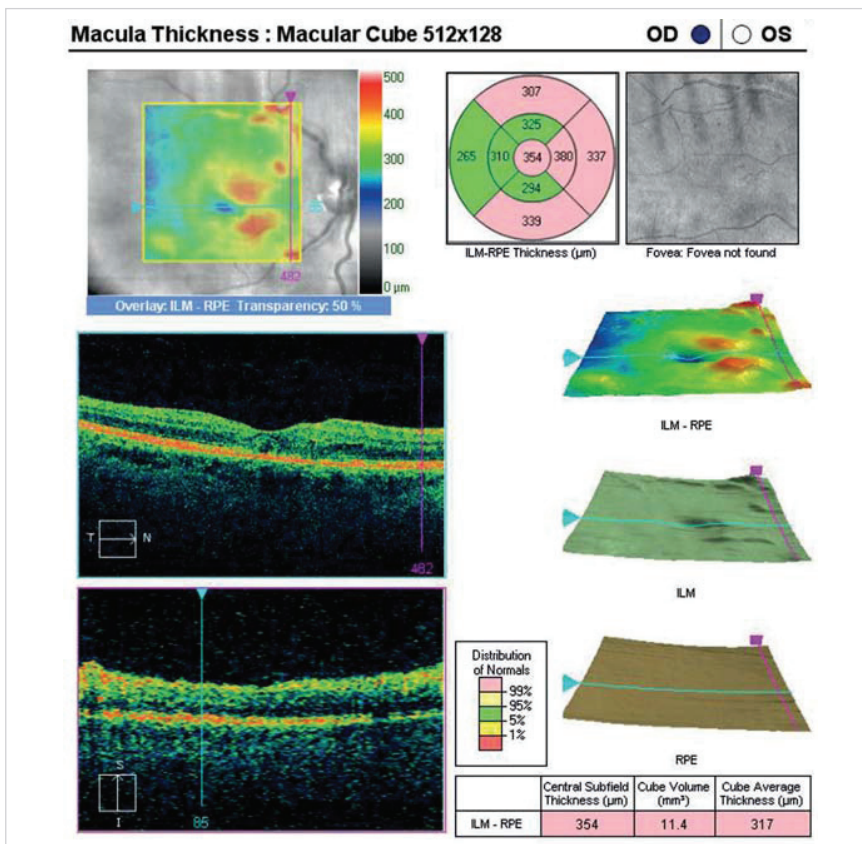 Macula Thickness : Macular Cube 512x128 OD OS
500
400
300
200
100
0 µm
85
482
Overlay: ILM - RPE Transparency: 50 %
307
325
265 310 354 380 337
294
339
ILM-RPE Thickness (µm)
Fovea: Fovea not found
ILM - RPE
T N
482
ILM
S
I
85
Distribution
of Normals
99%
95%
5%
1%
RPE
Central Subfield Thickness (µm) Cube Volume (mm³) Cube Average Thickness (µm)
ILM - RPE 354 11.4 317